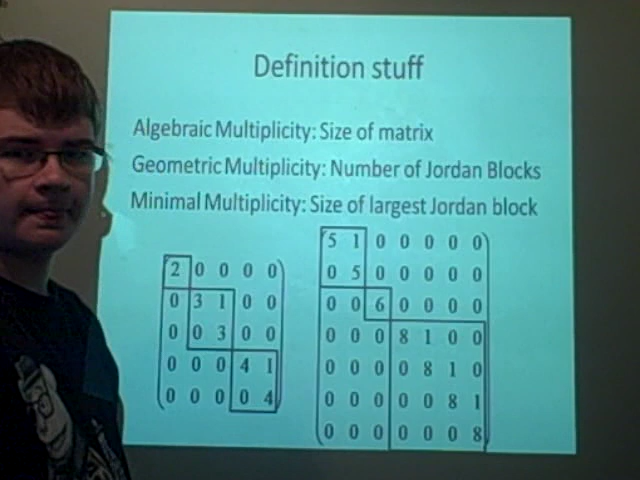 Definition stuff
Algebraic Multiplicity: Size of matrix
Geometric Multiplicity: Number of Jordan Blocks
Minimal Multiplicity: Size of largest Jordan block
2 0 0 0 0
0 3 1 0 0
0 0 3 0 0
0 0 0 4 1
0 0 0 0 4
5 1 0 0 0 0 0
0 5 0 0 0 0 0
0 0 6 0 0 0 0
0 0 0 8 1 0 0
0 0 0 0 8 1 0
0 0 0 0 0 8 1
0 0 0 0 0 0 8